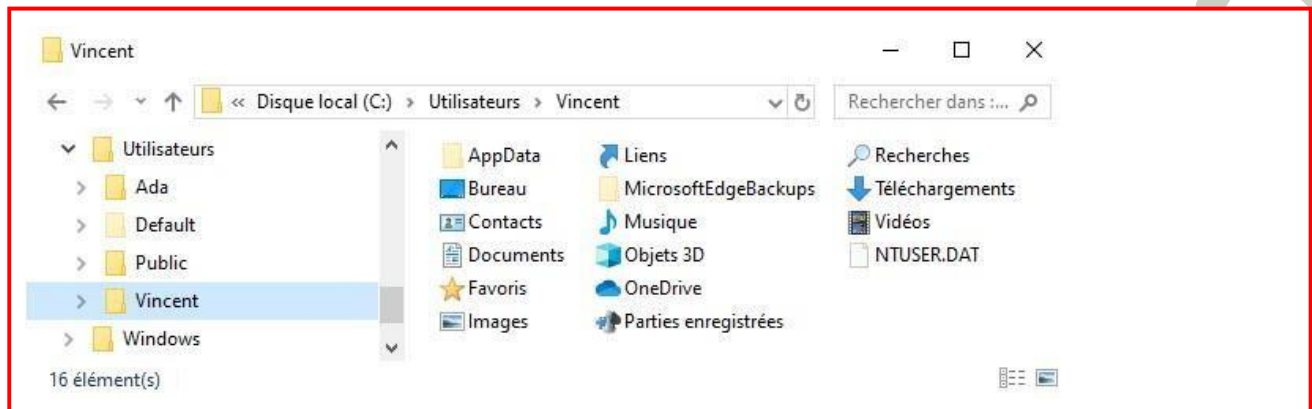 Vincent
« Disque local (C:) > Utilisateurs > Vincent
Rechercher dans :...
Utilisateurs
Ada
Default
Public
Vincent
Windows
AppData
Bureau
Contacts
Documents
Favoris
Images
Liens
MicrosoftEdgeBackups
Musique
Objets 3D
OneDrive
Parties enregistrées
Recherches
Téléchargements
Vidéos
NTUSER.DAT
16 élément(s)